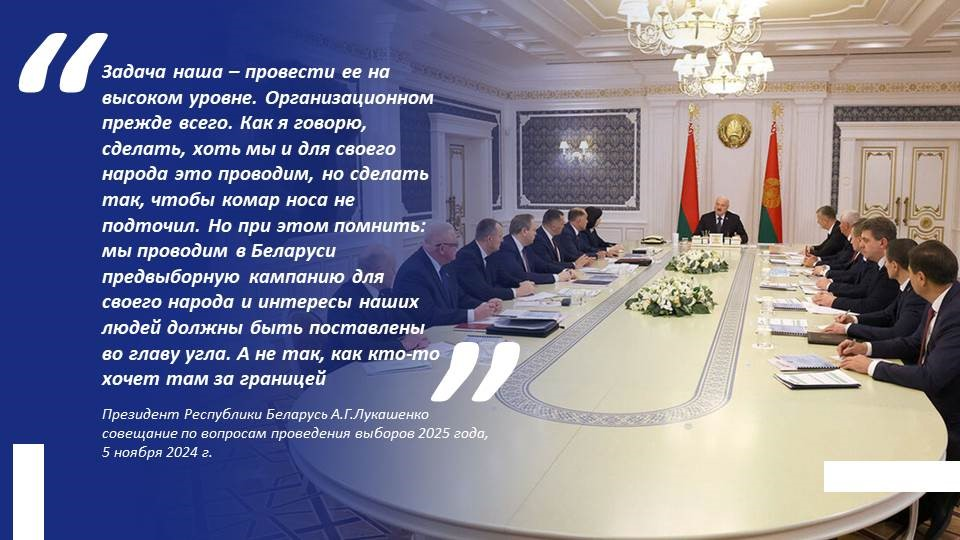 “
Задача наша – провести ее на
высоком уровне. Организационном
прежде всего. Как я говорю,
сделать, хоть мы и для своего
народа это проводим, но сделать
так, чтобы комар носа не
подточил. Но при этом помнить:
мы проводим в Беларуси
предвыборную кампанию для
своего народа и интересы наших
людей должны быть поставлены
во главу угла. А не так, как кто-то
хочет там за границей
”
Президент Республики Беларусь А.Г.Лукашенко
совещание по вопросам проведения выборов 2025 года,
5 ноября 2024 г.